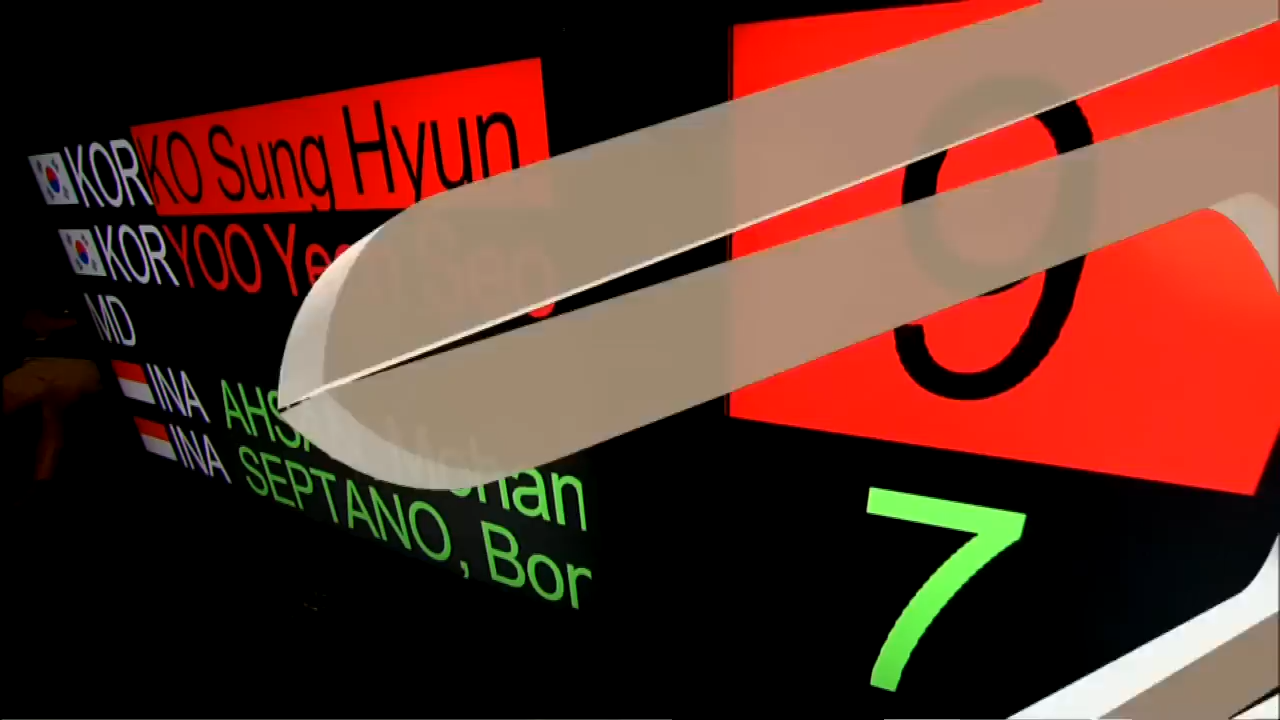 KOR KO Sung Hyun
KOR YOO
MD
INA
INA SEPTANO, Bor
9
7